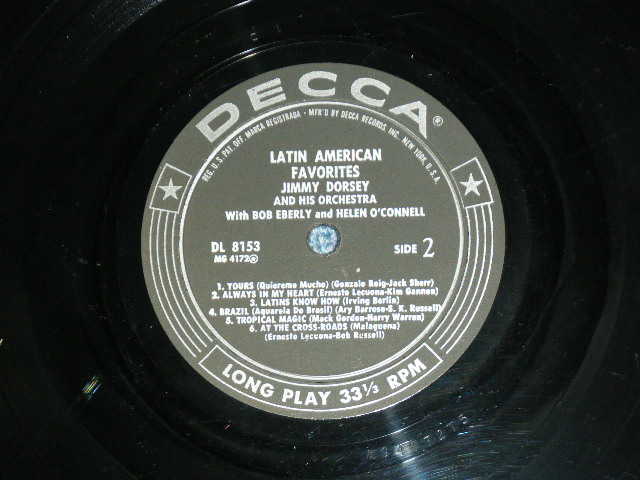 DECCA®
REG. U. S. PAT. OFF. MARCA REGISTRADA • MFR'D BY DECCA RECORDS, INC., NEW YORK, U.S.A.
LATIN AMERICAN
FAVORITES
JIMMY DORSEY
AND HIS ORCHESTRA
With BOB EBERLY and HELEN O'CONNELL
DL 8153
SIDE 2
MG 4172
1. YOURS (Quiereme Mucho) (Gonzalo Roig-Jack Sherr)
2. ALWAYS IN MY HEART (Ernesto Lecuona-Kim Gannon)
3. LATINS KNOW HOW (Irving Berlin)
4. BRAZIL (Aquarela Do Brasil) (Ary Barroso-S. K. Russell)
5. TROPICAL MAGIC (Mack Gordon-Harry Warren)
6. AT THE CROSS-ROADS (Malaguena)
(Ernesto Lecuona-Bob Russell)
LONG PLAY 33⅓ RPM